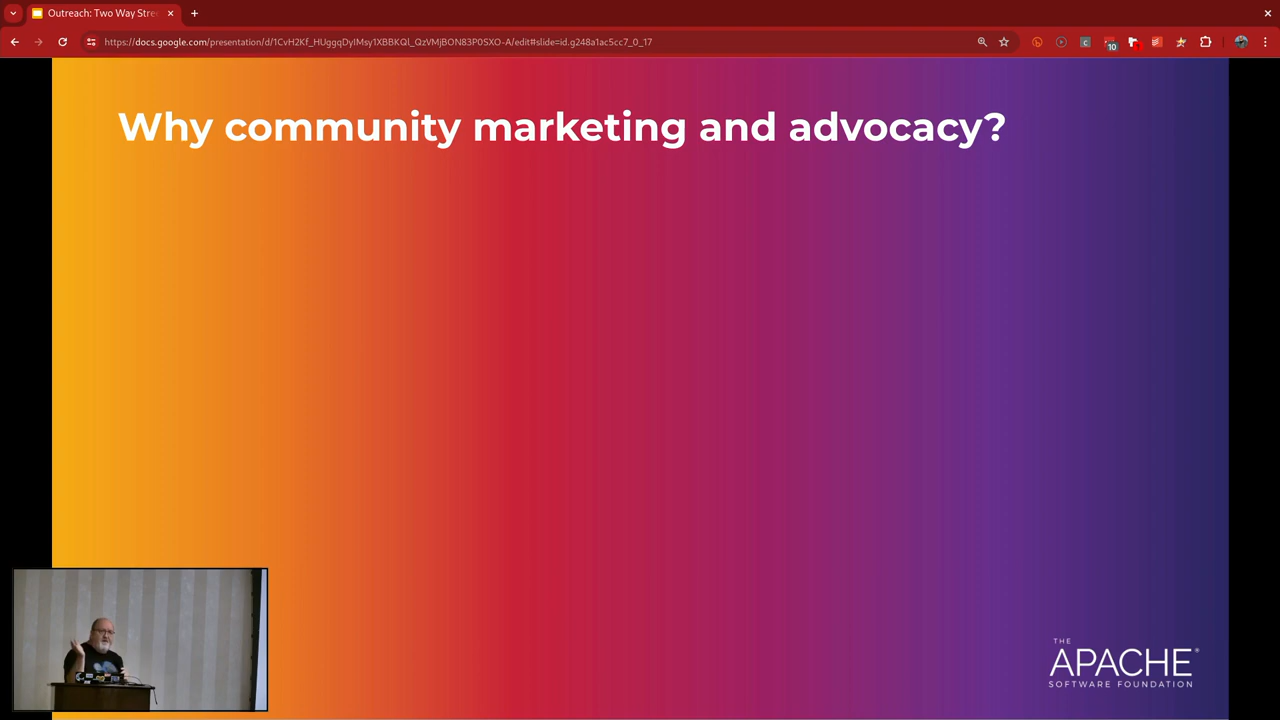 Outreach: Two Way Stre
https://docs.google.com/presentation/d/1CvH2Kf_HUggqDyIMsy1XBBKQl_QzVMjBON83P0SXO-A/edit#slide=id.g248a1ac5cc7_0_17
10
Why community marketing and advocacy?
THE
APACHE®
SOFTWARE FOUNDATION